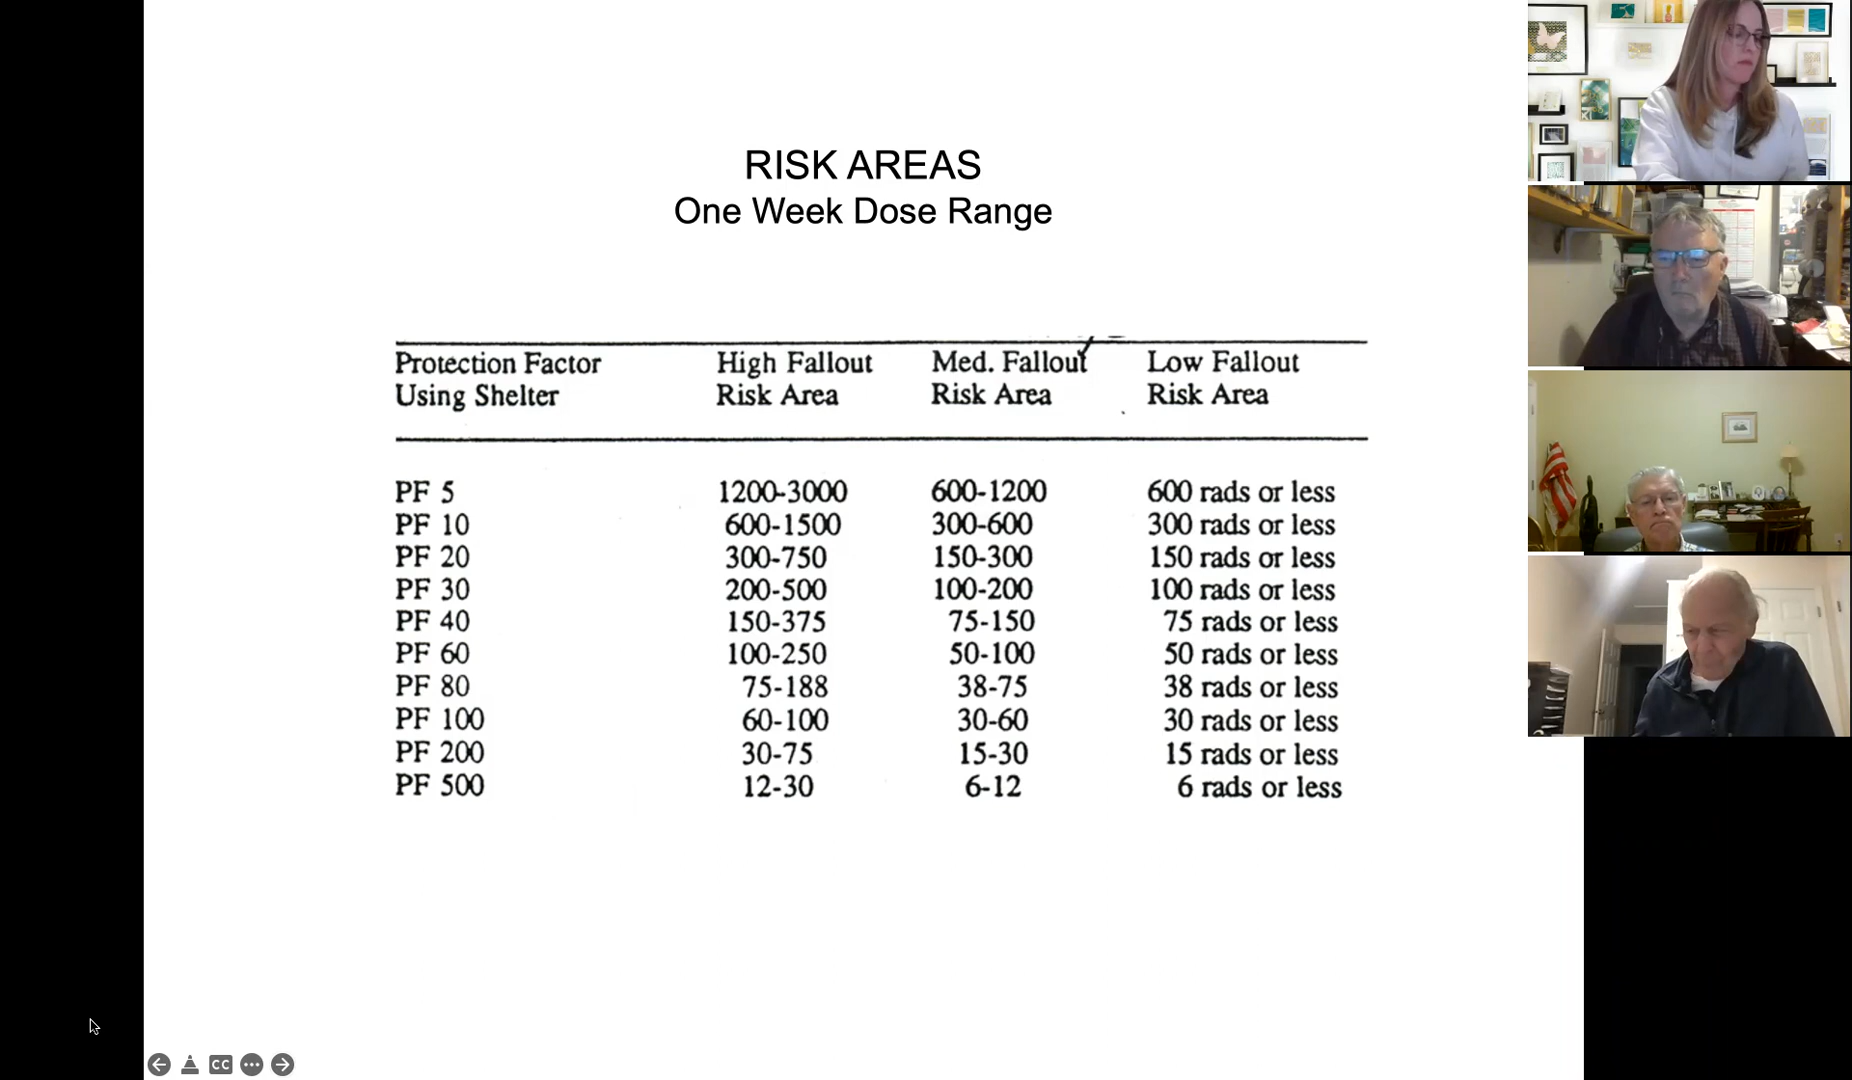 RISK AREAS
One Week Dose Range
Protection Factor Using Shelter High Fallout Risk Area Med. Fallout Risk Area Low Fallout Risk Area
PF 5 1200-3000 600-1200 600 rads or less
PF 10 600-1500 300-600 300 rads or less
PF 20 300-750 150-300 150 rads or less
PF 30 200-500 100-200 100 rads or less
PF 40 150-375 75-150 75 rads or less
PF 60 100-250 50-100 50 rads or less
PF 80 75-188 38-75 38 rads or less
PF 100 60-100 30-60 30 rads or less
PF 200 30-75 15-30 15 rads or less
PF 500 12-30 6-12 6 rads or less
CC